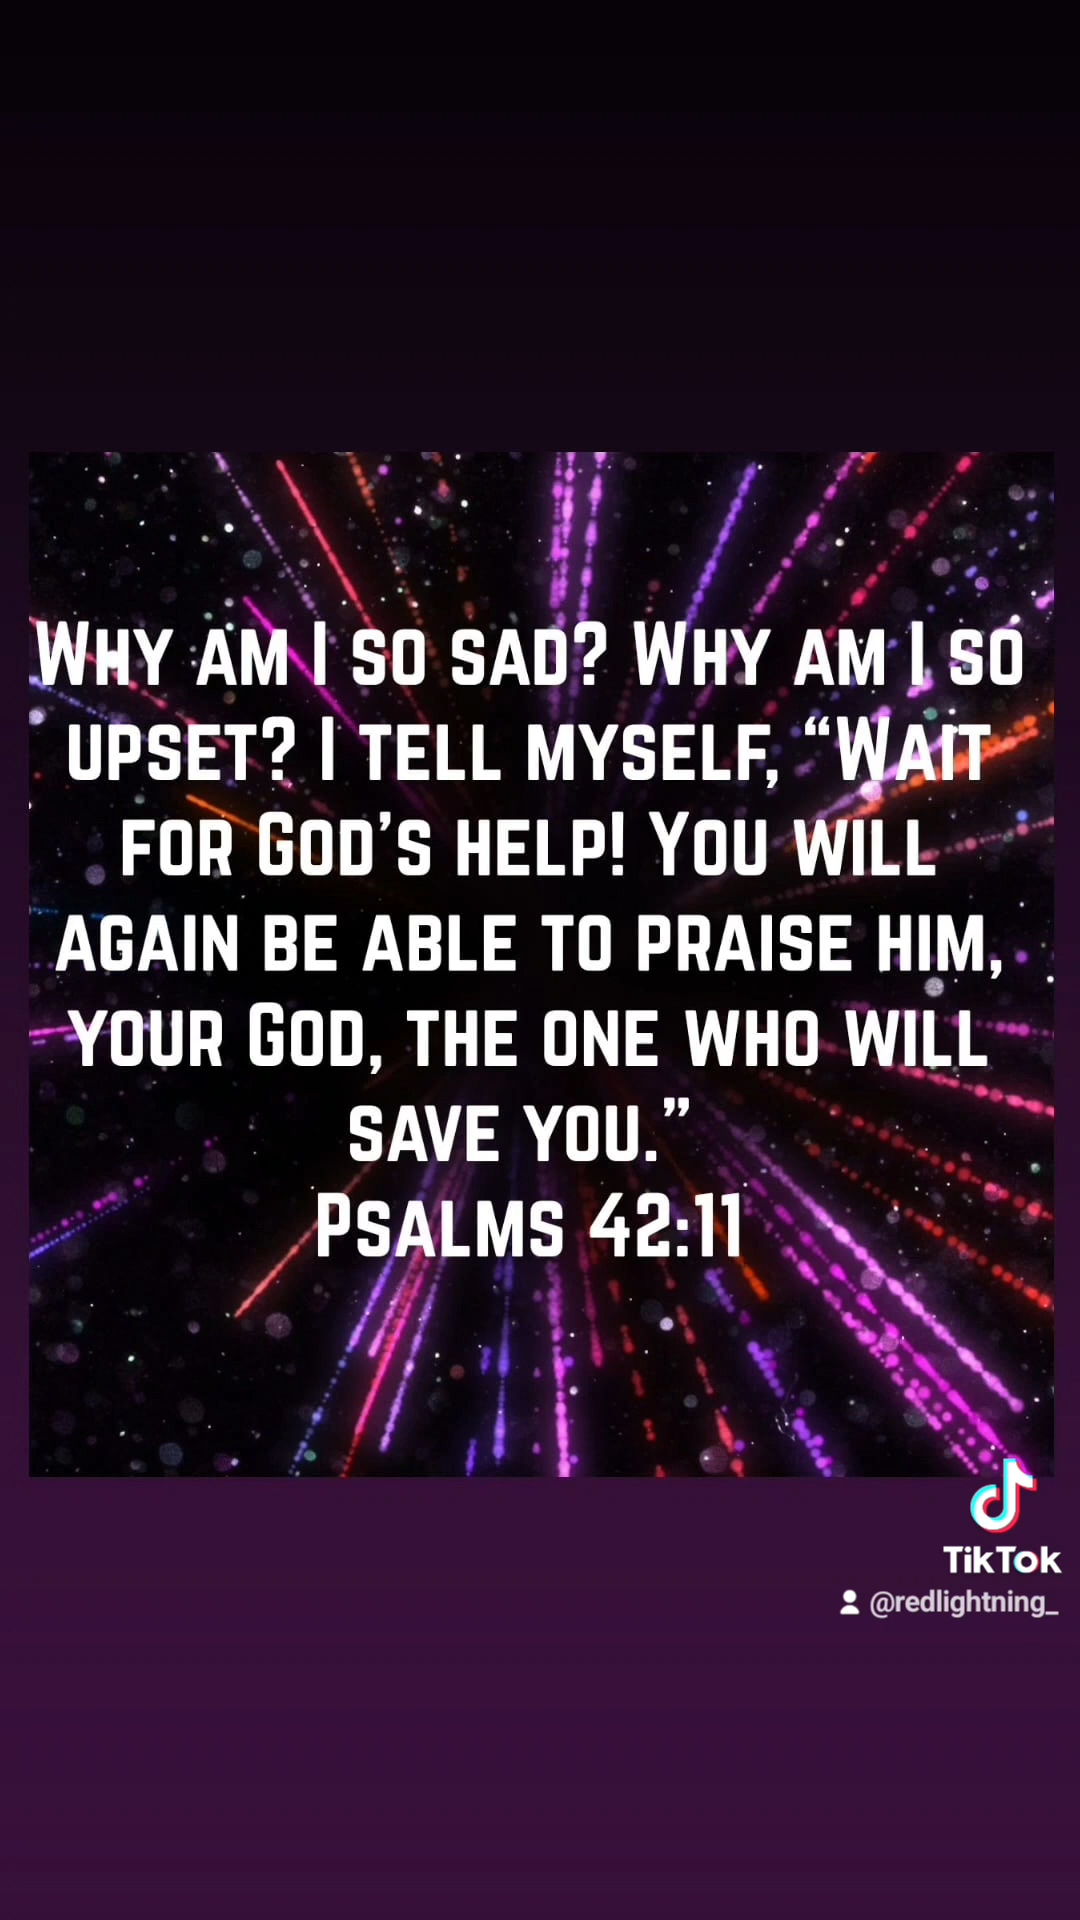 Why am I so sad? Why am I so
upset? I tell myself, “Wait
for God’s help! You will
again be able to praise him,
your God, the one who will
save you.”
Psalms 42:11
TikTok
@redlightning_